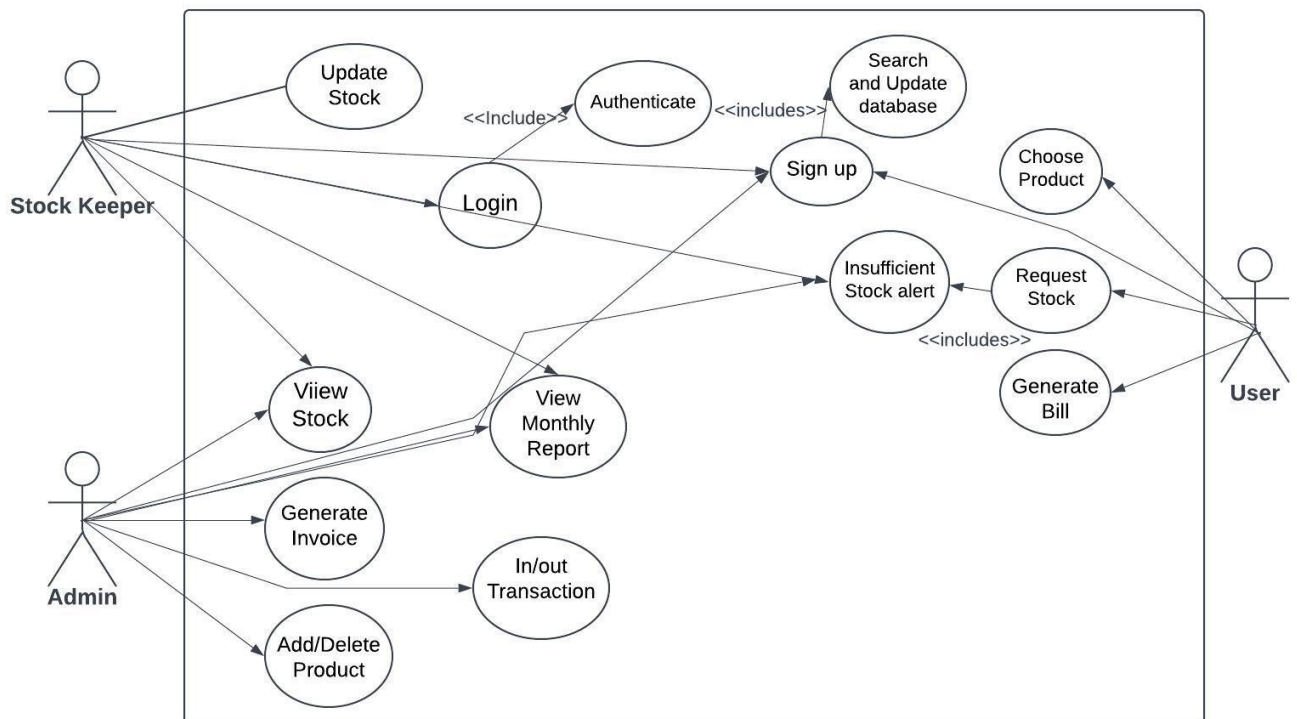 Update
Stock
Authenticate
Search
and Update
database
<<Include>>
<<includes>>
Sign up
Choose
Product
Stock Keeper
Login
Insufficient
Stock alert
Request
Stock
<<includes>>
Viiew
Stock
View
Monthly
Report
Generate
Bill
User
Generate
Invoice
In/out
Transaction
Admin
Add/Delete
Product